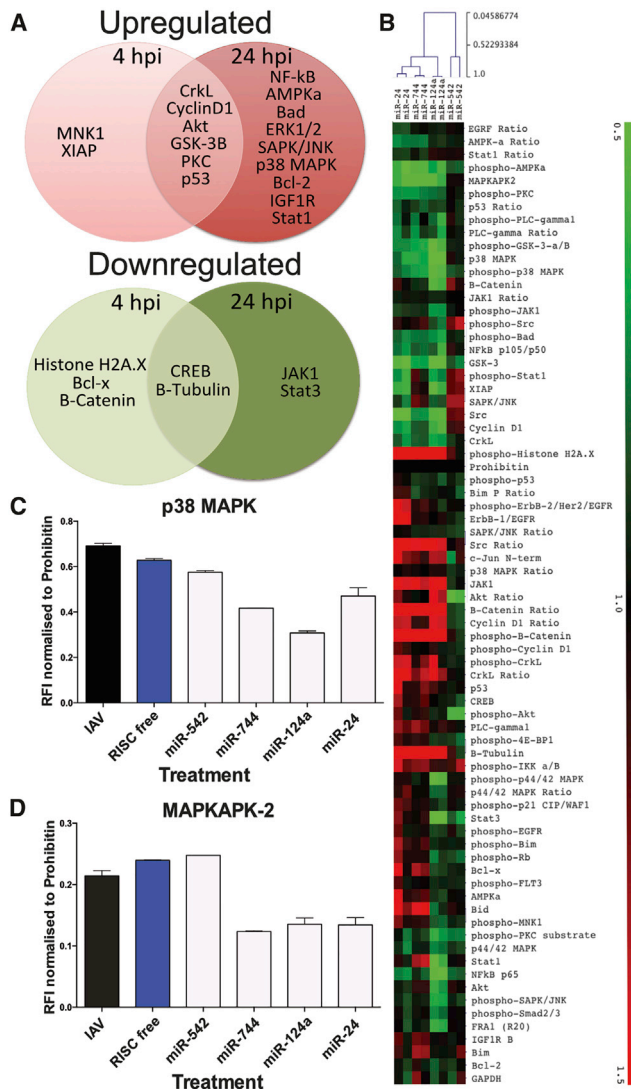 A
Upregulated
4 hpi
24 hpi
MNK1
XIAP
CrkL
CyclinD1
Akt
GSK-3B
PKC
p53
NF-kB
AMPKa
Bad
ERK1/2
SAPK/JNK
p38 MAPK
Bcl-2
IGF1R
Stat1
Downregulated
4 hpi
24 hpi
Histone H2A.X
Bcl-x
B-Catenin
CREB
B-Tubulin
JAK1
Stat3
C
p38 MAPK
RFI normalised to Prohibitin
0.8
0.6
0.4
0.2
0.0
IAV
RISC free
miR-542
miR-744
miR-124a
miR-24
Treatment
D
MAPKAPK-2
RFI normalised to Prohibitin
0.3
0.2
0.1
0.0
IAV
RISC free
miR-542
miR-744
miR-124a
miR-24
Treatment
B
0.04586774
0.52293384
1.0
miR-24
miR-24
miR-744
miR-744
miR-124a
miR-124a
miR-542
miR-542
EGRF Ratio
AMPK-a Ratio
Stat1 Ratio
phospho-AMPKa
MAPKAPK2
phospho-PKC
p53 Ratio
phospho-PLC-gamma1
PLC-gamma Ratio
phospho-GSK-3-a/B
p38 MAPK
phospho-p38 MAPK
B-Catenin
JAK1 Ratio
phospho-JAK1
phospho-Src
phospho-Bad
NFkB p105/p50
GSK-3
phospho-Stat1
XIAP
SAPK/JNK
Src
Cyclin D1
CrkL
phospho-Histone H2A.X
Prohibitin
phospho-p53
Bim P Ratio
phospho-ErbB-2/Her2/EGFR
ErbB-1/EGFR
SAPK/JNK Ratio
Src Ratio
c-Jun N-term
p38 MAPK Ratio
JAK1
Akt Ratio
B-Catenin Ratio
Cyclin D1 Ratio
phospho-B-Catenin
phospho-Cyclin D1
phospho-CrkL
CrkL Ratio
p53
CREB
phospho-Akt
PLC-gamma1
phospho-4E-BP1
B-Tubulin
phospho-IKK a/B
phospho-p44/42 MAPK
p44/42 MAPK Ratio
phospho-p21 CIP/WAF1
Stat3
phospho-EGFR
phospho-Bim
phospho-Rb
Bcl-x
phospho-FLT3
AMPKa
Bid
phospho-MNK1
phospho-PKC substrate
p44/42 MAPK
Stat1
NFkB p65
Akt
phospho-SAPK/JNK
phospho-Smad2/3
FRA1 (R20)
IGF1R B
Bim
Bcl-2
GAPDH
0.5
1.0
1.5